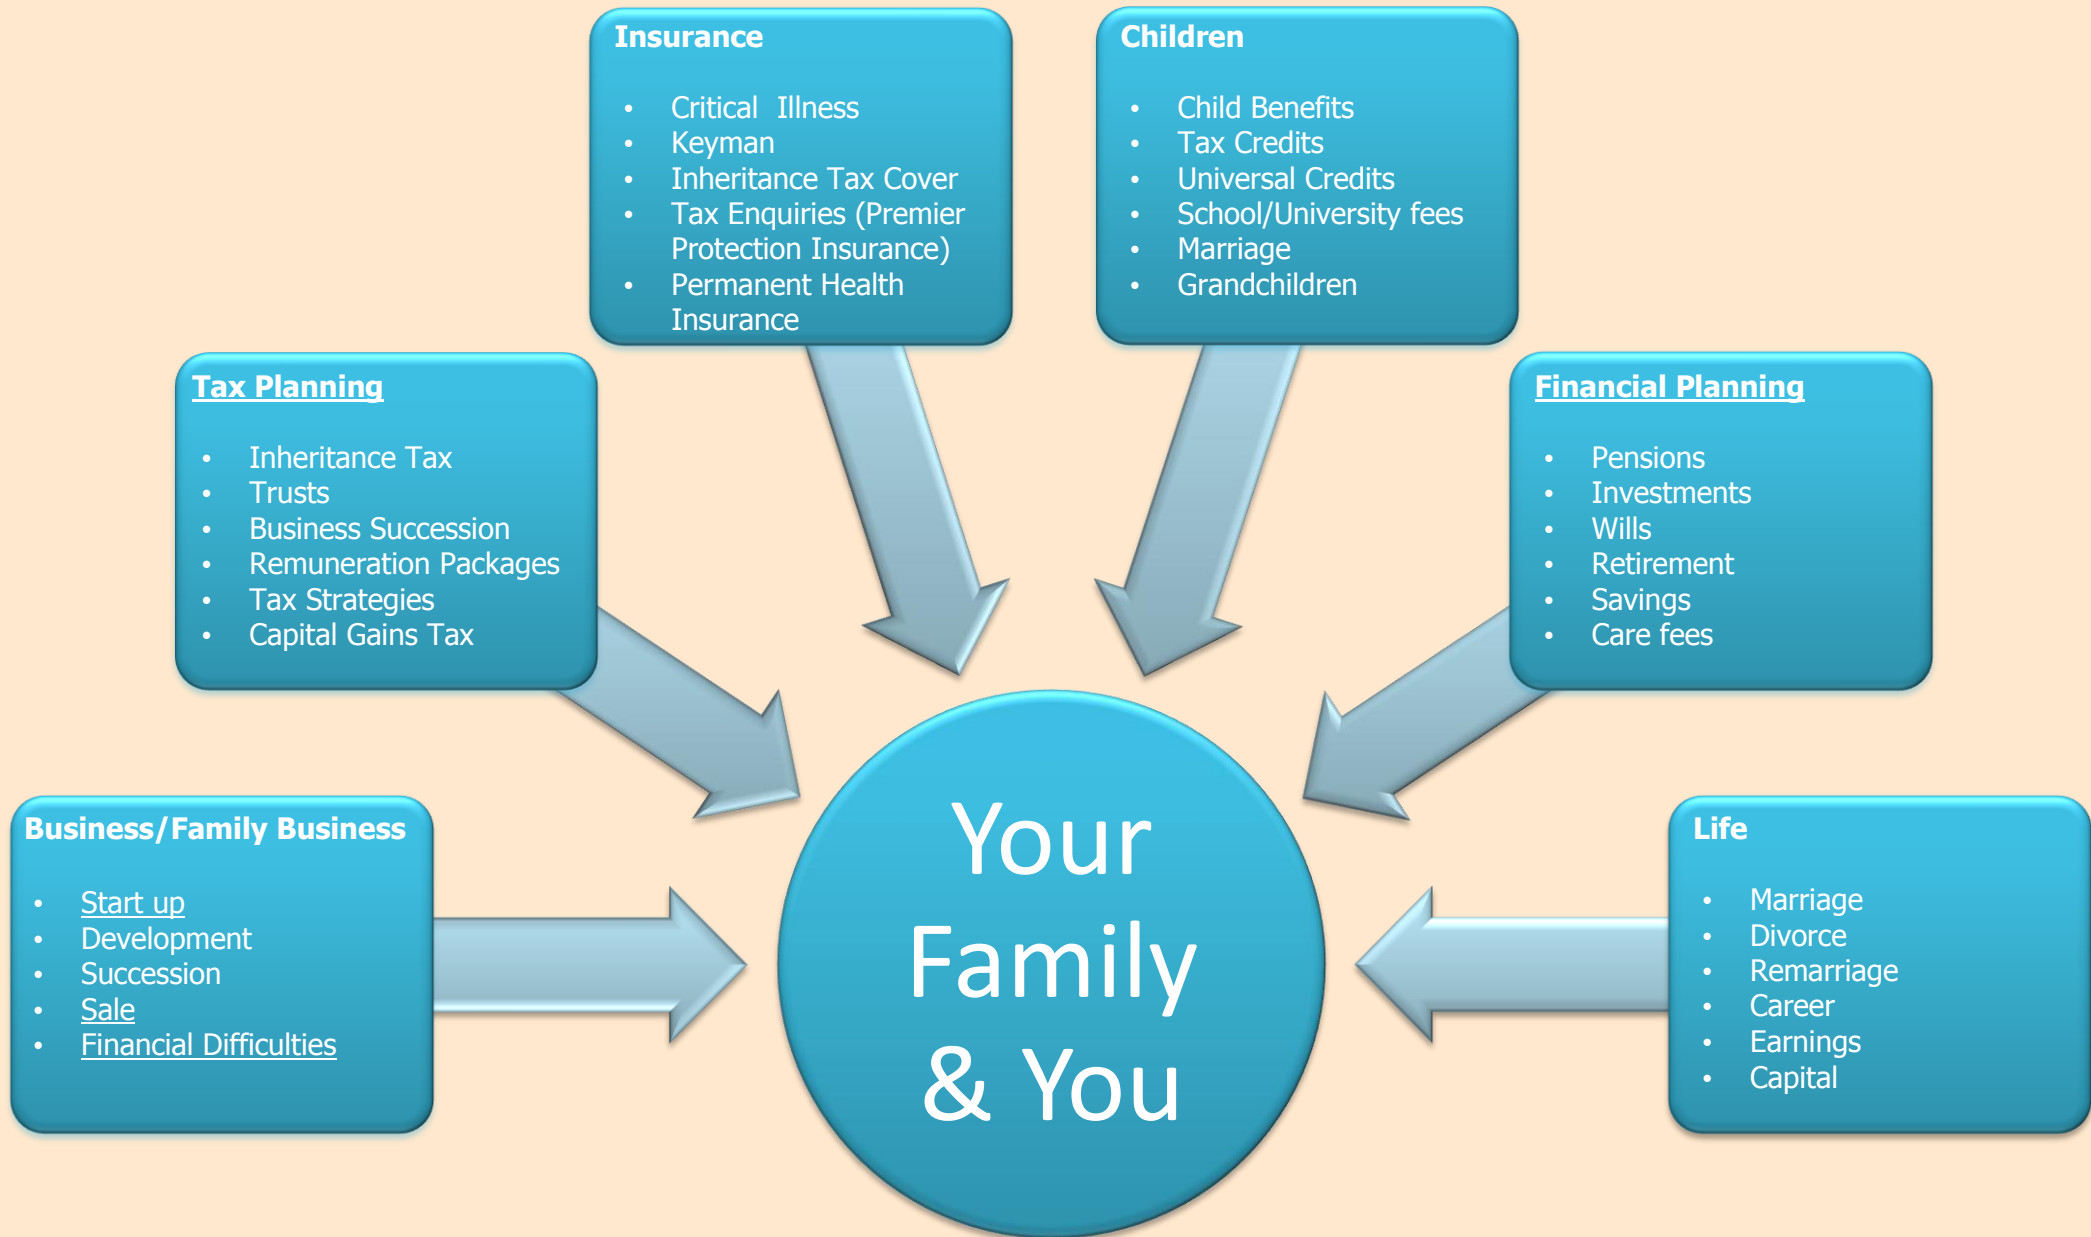 Insurance
• Critical  Illness
• Keyman
• Inheritance Tax Cover
• Tax Enquiries (Premier
Protection Insurance)
• Permanent Health
Insurance
Children
• Child Benefits
• Tax Credits
• Universal Credits
• School/University fees
• Marriage
• Grandchildren
Tax Planning
• Inheritance Tax
• Trusts
• Business Succession
• Remuneration Packages
• Tax Strategies
• Capital Gains Tax
Financial Planning
• Pensions
• Investments
• Wills
• Retirement
• Savings
• Care fees
Business/Family Business
• Start up
• Development
• Succession
• Sale
• Financial Difficulties
Your
Family
& You
Life
• Marriage
• Divorce
• Remarriage
• Career
• Earnings
• Capital